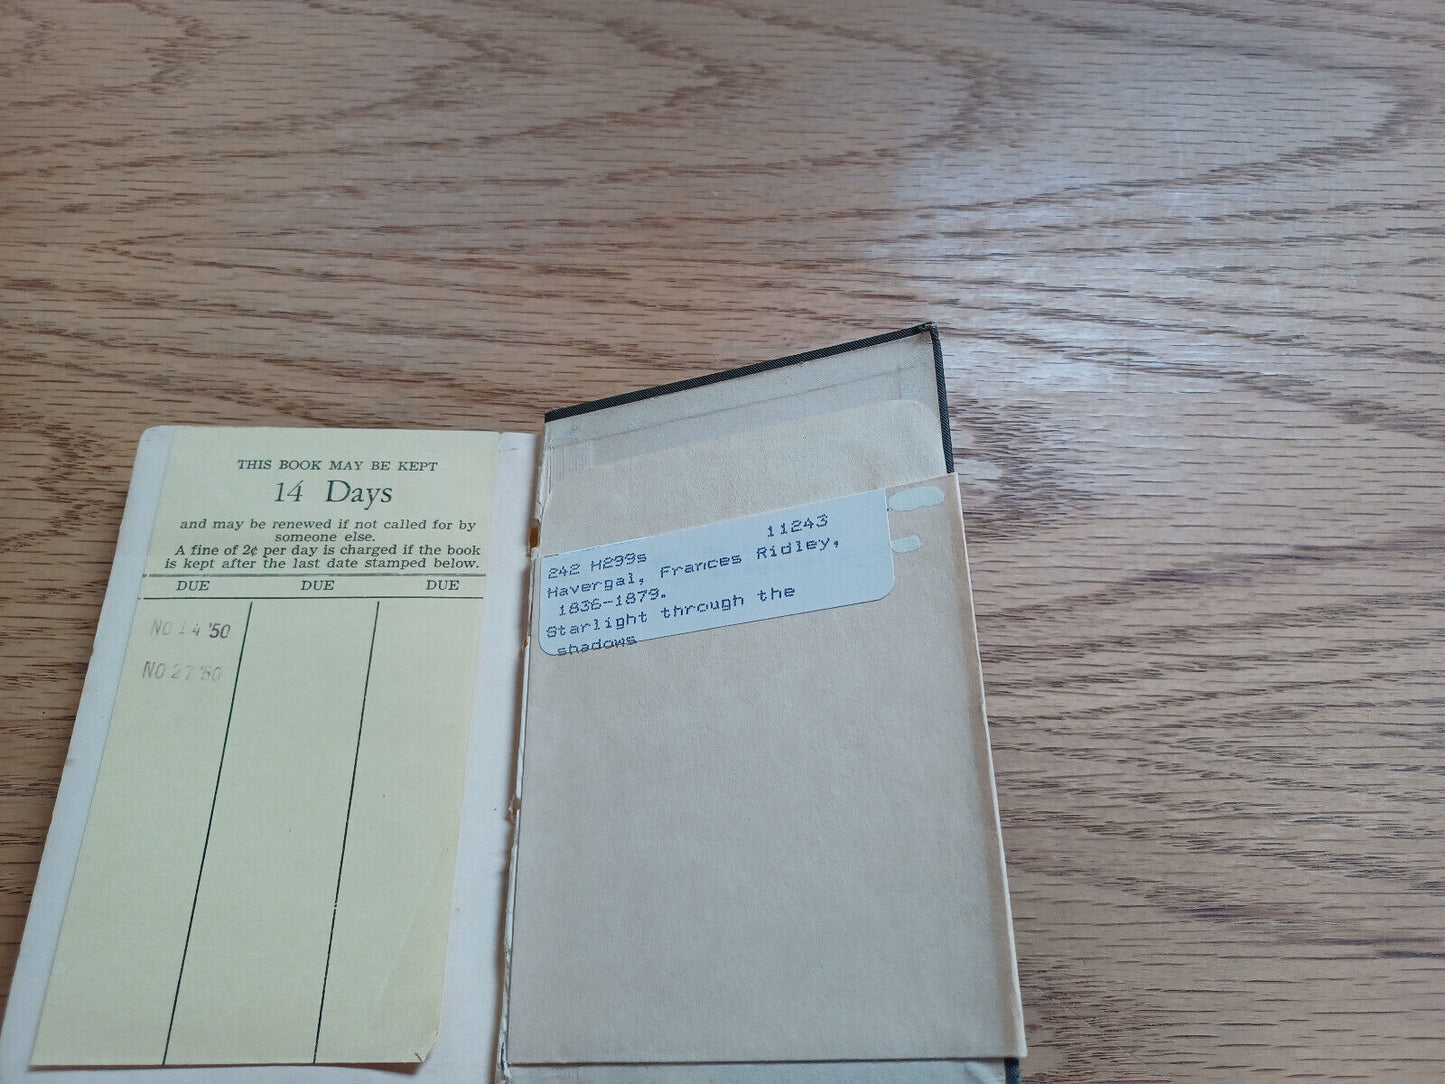 THIS BOOK MAY BE KEPT
14 Days
and may be renewed if not called for by
someone else.
A fine of 2¢ per day is charged if the book
is kept after the last date stamped below.
DUE DUE DUE
NO 14 '50
NO 27 '50
242 H299s 11243
Havergal, Frances Ridley,
1836-1879.
Starlight through the
shadows